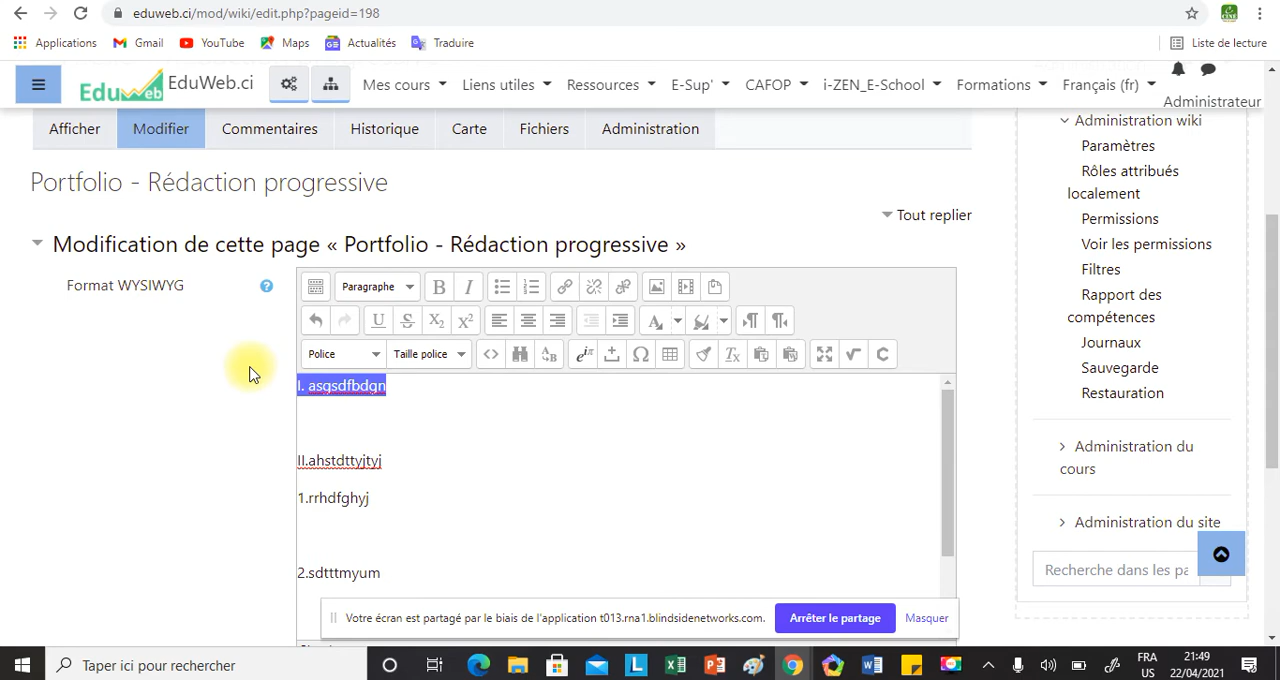 eduweb.ci/mod/wiki/edit.php?pageid=198
Applications Gmail YouTube Maps Actualités Traduire Liste de lecture
EduWeb EduWeb.ci Mes cours Liens utiles Ressources E-Sup' CAFOP i-ZEN_E-School Formations Français (fr) Administrateur
Afficher Modifier Commentaires Historique Carte Fichiers Administration
Portfolio - Rédaction progressive
Tout replier
Modification de cette page « Portfolio - Rédaction progressive »
Format WYSIWYG
Paragraphe
Police Taille police
I. asgsdfbdgn
II.ahstdttyjtyj
1.rrhdfghyj
2.sdtttmyum
Administration wiki
Paramètres
Rôles attribués
localement
Permissions
Voir les permissions
Filtres
Rapport des
compétences
Journaux
Sauvegarde
Restauration
Administration du
cours
Administration du site
Recherche dans les pa
Votre écran est partagé par le biais de l'application t013.rna1.blindsidenetworks.com. Arrêter le partage Masquer
Taper ici pour rechercher
FRA
US
21:49
22/04/2021